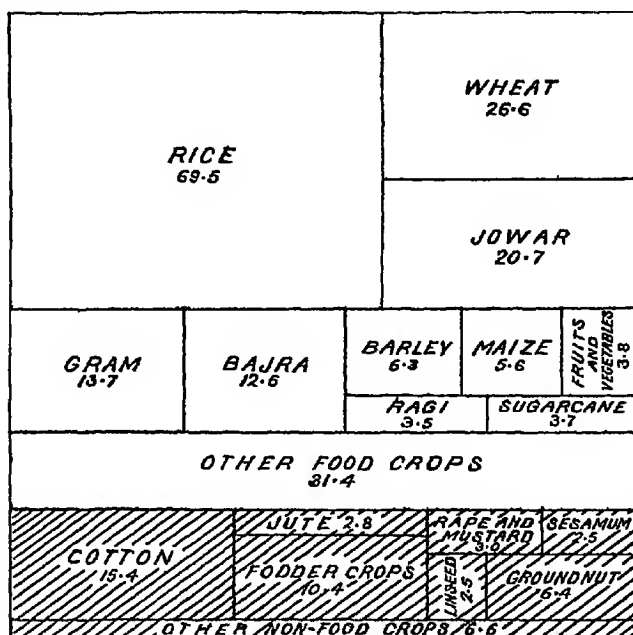 RICE
69·5
WHEAT
26·6
JOWAR
20·7
GRAM
13·7
BAJRA
12·6
BARLEY
6·3
MAIZE
5·6
FRUITS
AND
VEGETABLES
3·8
RAGI
3·5
SUGARCANE
3·7
OTHER FOOD CROPS
31·4
COTTON
15·4
JUTE 2·8
FODDER CROPS
10·4
RAPE AND
MUSTARD
LINSEED
2·5
SESAMUM
2·5
GROUNDNUT
6·4
OTHER NON-FOOD CROPS 6·6